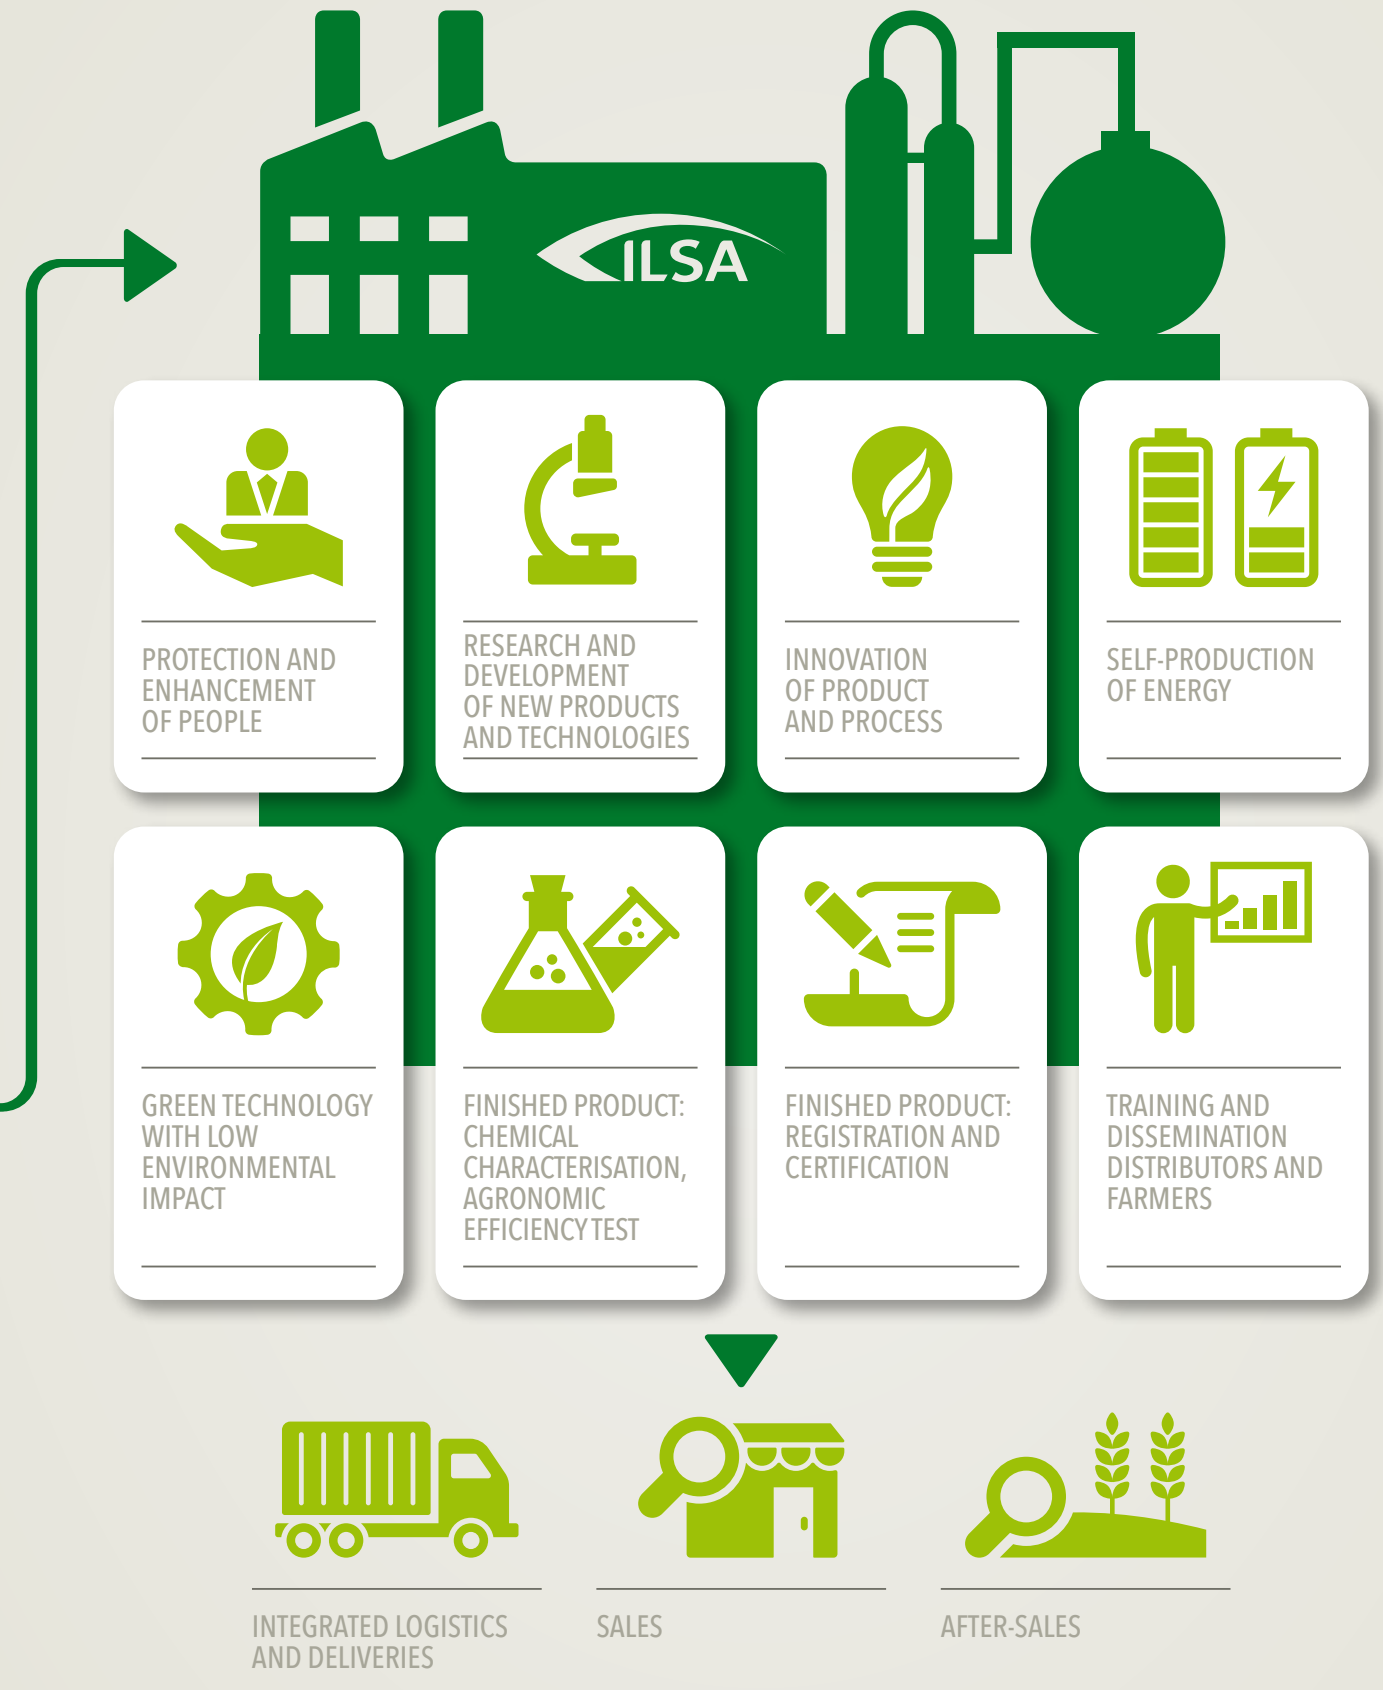 ILSA
PROTECTION AND
ENHANCEMENT
OF PEOPLE
RESEARCH AND
DEVELOPMENT
OF NEW PRODUCTS
AND TECHNOLOGIES
INNOVATION
OF PRODUCT
AND PROCESS
SELF-PRODUCTION
OF ENERGY
GREEN TECHNOLOGY
WITH LOW
ENVIRONMENTAL
IMPACT
FINISHED PRODUCT:
CHEMICAL
CHARACTERISATION,
AGRONOMIC
EFFICIENCY TEST
FINISHED PRODUCT:
REGISTRATION AND
CERTIFICATION
TRAINING AND
DISSEMINATION
DISTRIBUTORS AND
FARMERS
INTEGRATED LOGISTICS
AND DELIVERIES
SALES
AFTER-SALES